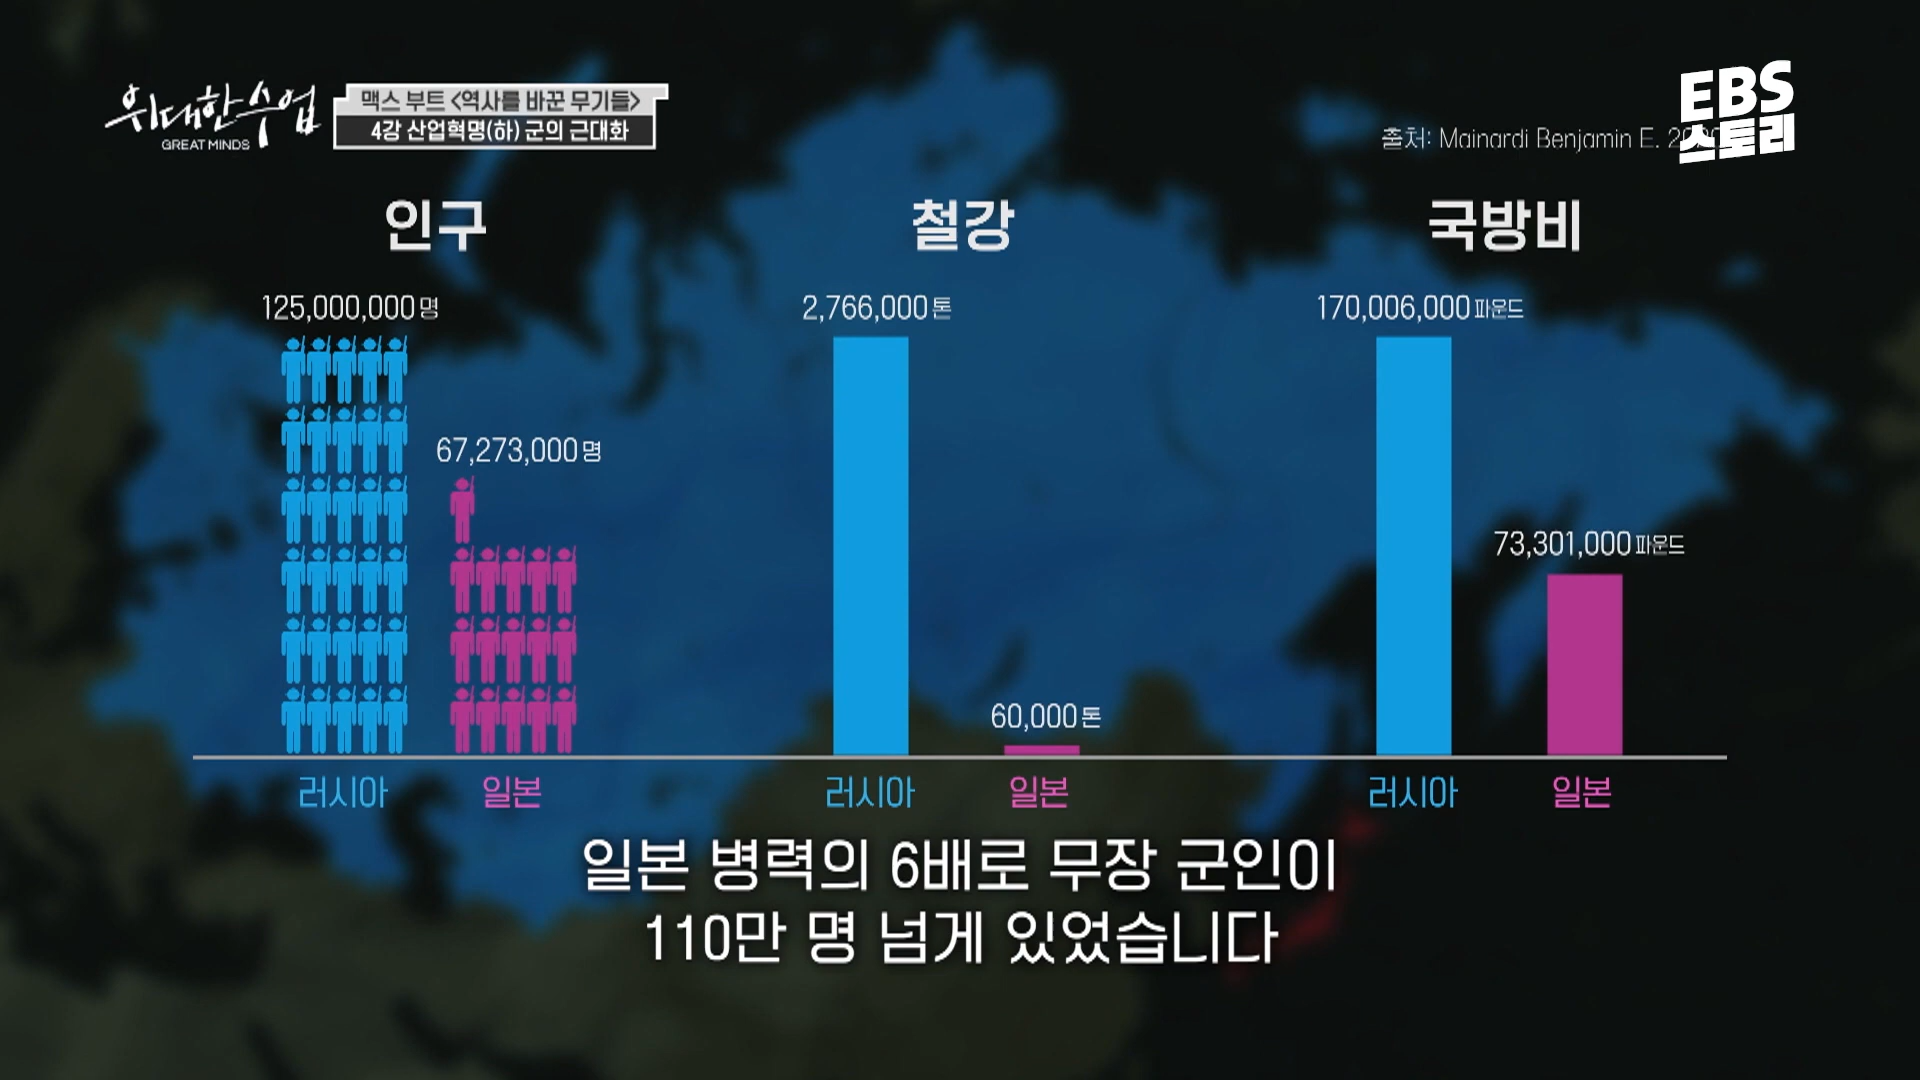 위대한수업
GREAT MINDS
맥스 부트 <역사를 바꾼 무기들>
4강 산업혁명(하) 군의 근대화
EBS
스토리
출처: Mainardi Benjamin E.
인구
철강
국방비
125,000,000명
2,766,000톤
170,006,000파운드
67,273,000명
73,301,000파운드
60,000톤
러시아
일본
러시아
일본
러시아
일본
일본 병력의 6배로 무장 군인이
110만 명 넘게 있었습니다